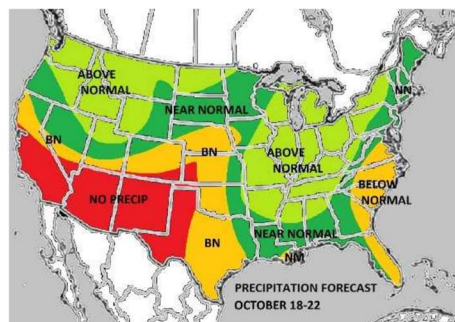 ABOVE
NORMAL
NEAR NORMAL
NN
BN
BN
ABOVE
NORMAL
NO PRECIP
BELOW
NORMAL
BN
NEAR NORMAL
NM
PRECIPITATION FORECAST
OCTOBER 18-22